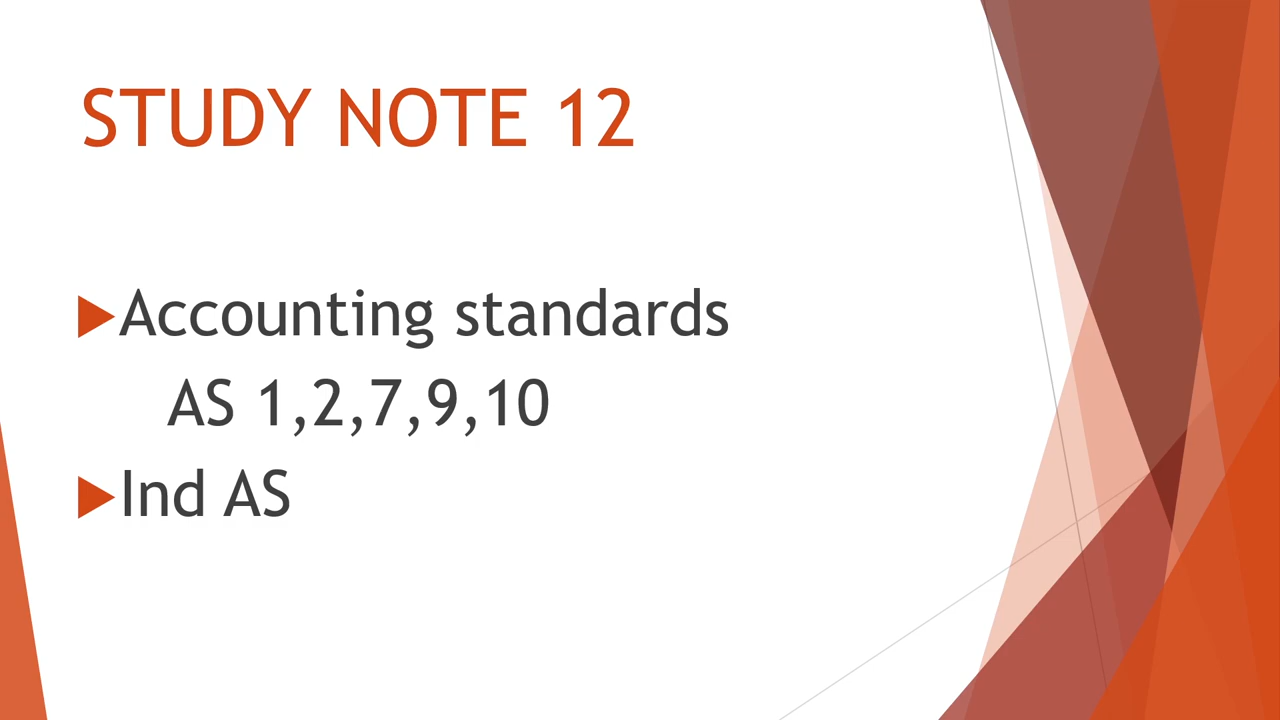 STUDY NOTE 12
Accounting standards
AS 1,2,7,9,10
Ind AS